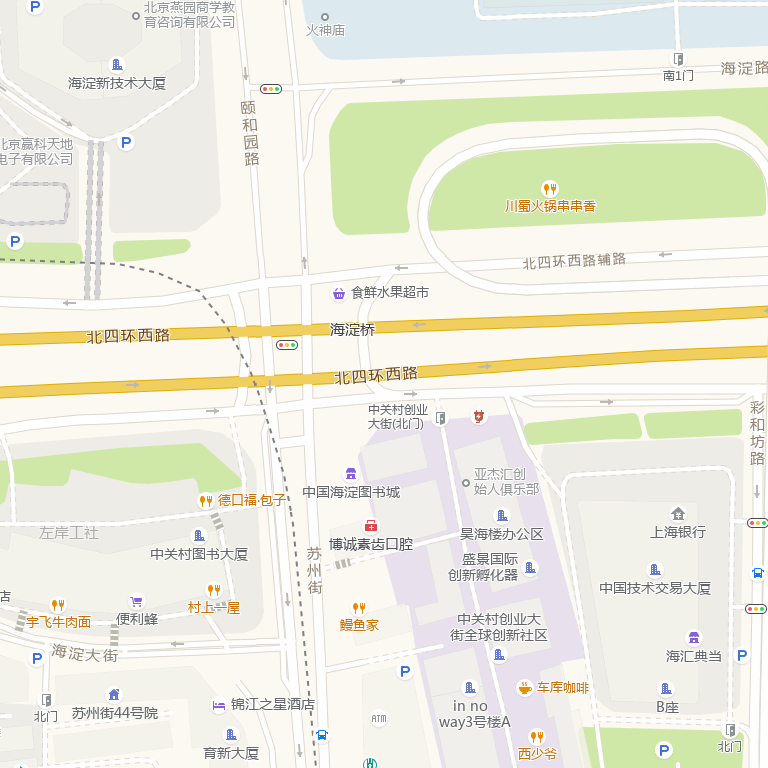 P
北京燕园商学教
育咨询有限公司
火神庙
海淀新技术大厦
南1门
海淀路
颐和园路
北京赢科天地
电子有限公司
P
川蜀火锅串串香
P
北四环西路辅路
食鲜水果超市
海淀桥
北四环西路
北四环西路
中关村创业
大街(北门)
彩和坊路
亚杰汇创
始人俱乐部
中国海淀图书城
德口福·包子
左岸工社
昊海楼办公区
上海银行
博诚素齿口腔
中关村图书大厦
盛景国际
创新孵化器
苏州街
中国技术交易大厦
店
村上一屋
宇飞牛肉面
便利蜂
鳗鱼家
中关村创业大
街全球创新社区
海淀大街
P
海汇典当
P
P
车库咖啡
苏州街44号院
北门
锦江之星酒店
ATM
in no
way3号楼A
B座
北门
育新大厦
西少爷
P